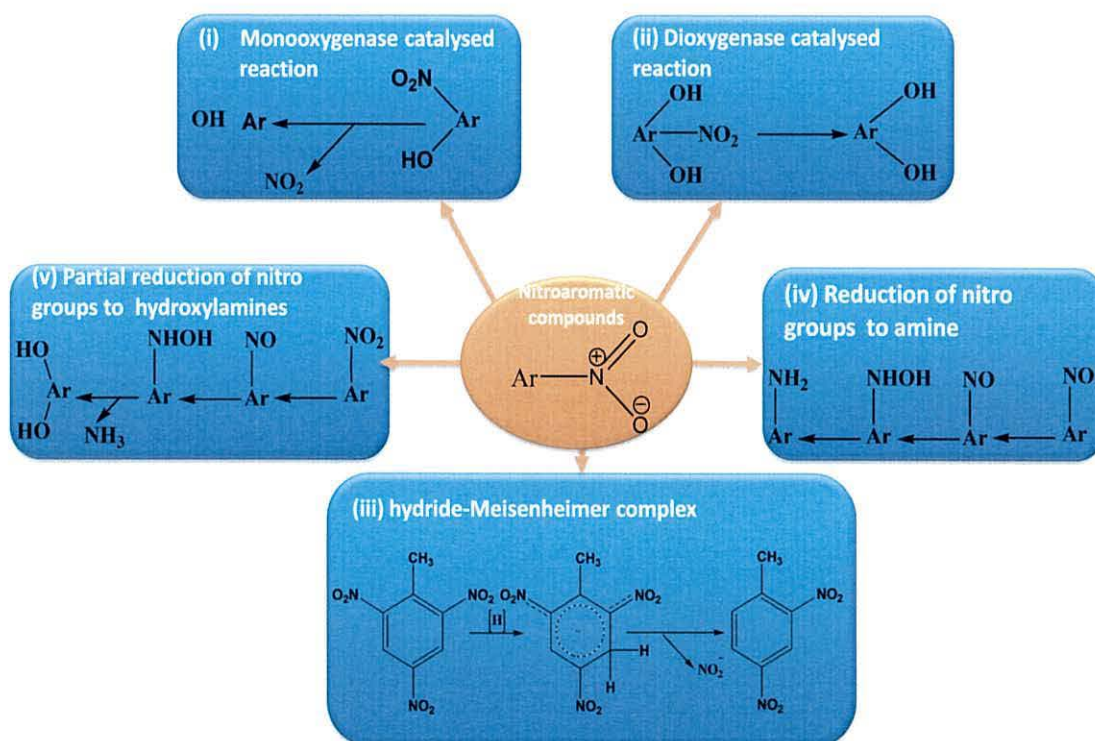 (i) Monooxygenase catalysed
reaction
O₂N
OH Ar Ar
HO
NO₂
(ii) Dioxygenase catalysed
reaction
OH
Ar NO₂
OH
OH
Ar
OH
(v) Partial reduction of nitro
groups to hydroxylamines
HO NHOH NO NO₂
Ar Ar Ar Ar
HO
NH₃
Nitroaromatic
compounds
O
Ar N ⊕
⊖
O
(iv) Reduction of nitro
groups to amine
NH₂ NHOH NO NO
Ar Ar Ar Ar
(iii) hydride-Meisenheimer complex
CH₃ CH₃ CH₃
O₂N NO₂ O₂N NO₂ NO₂
[H]
-
H
H
NO₂⁻
NO₂ NO₂ NO₂